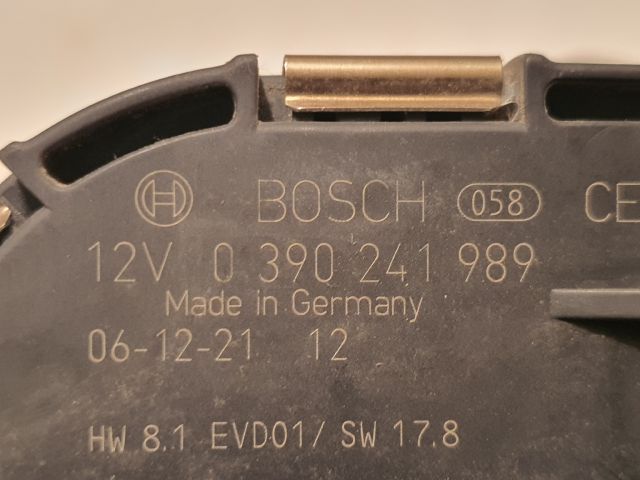 BOSCH 058 CE
12V 0 390 241 989
Made in Germany
06-12-21 12
HW 8.1 EVD01/ SW 17.8